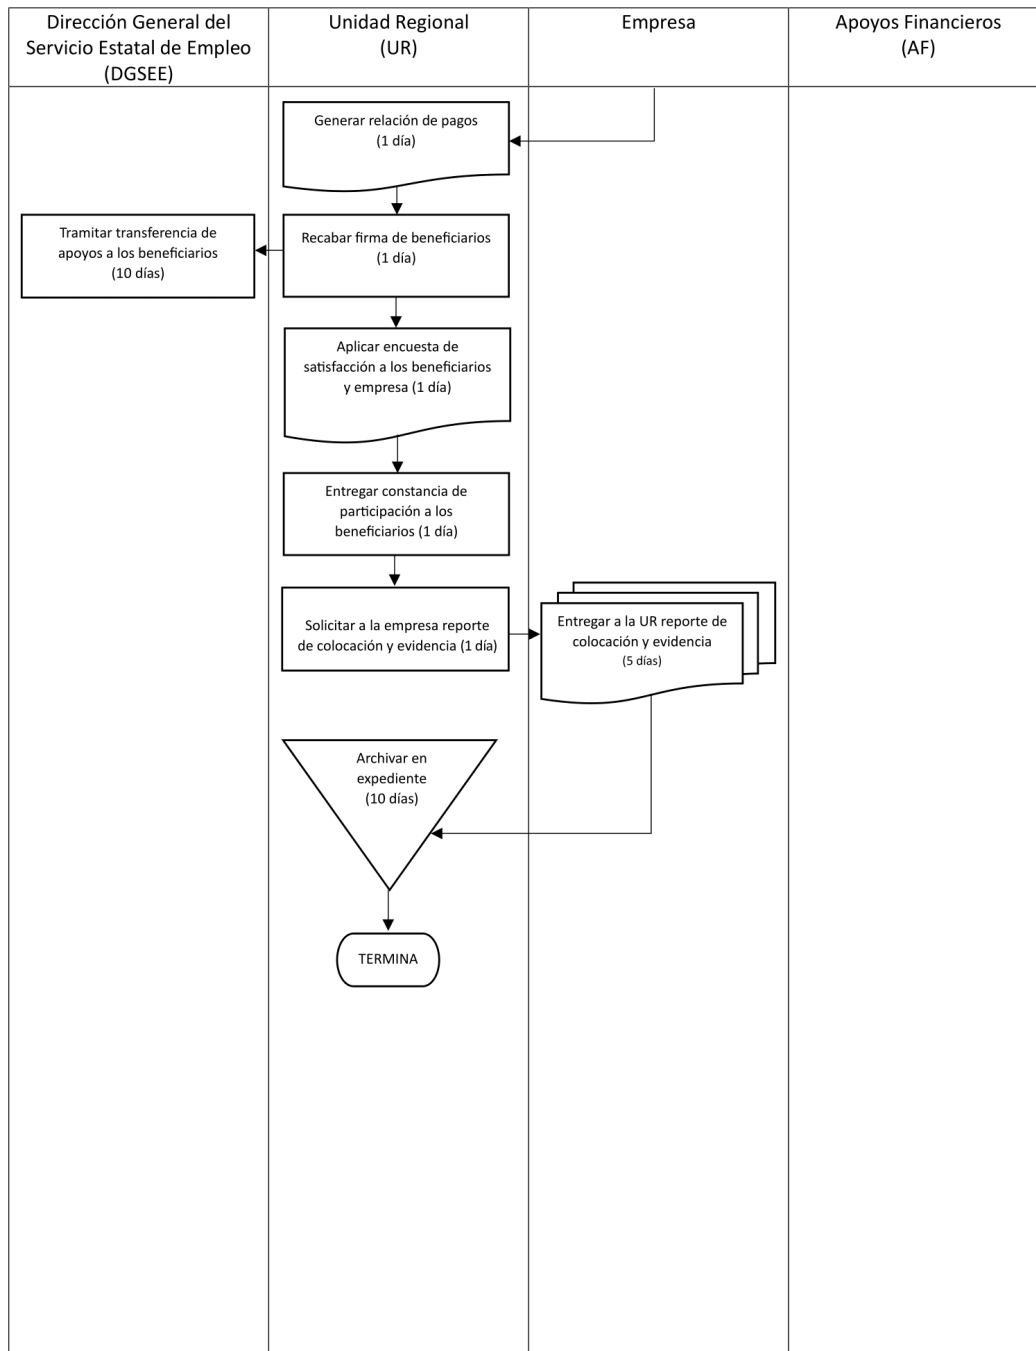 Dirección General del
Servicio Estatal de Empleo
(DGSEE)
Unidad Regional
(UR)
Empresa
Apoyos Financieros
(AF)
Generar relación de pagos
(1 día)
Tramitar transferencia de
apoyos a los beneficiarios
(10 días)
Recabar firma de beneficiarios
(1 día)
Aplicar encuesta de
satisfacción a los beneficiarios
y empresa (1 día)
Entregar constancia de
participación a los
beneficiarios (1 día)
Solicitar a la empresa reporte
de colocación y evidencia (1 día)
Entregar a la UR reporte de
colocación y evidencia
(5 días)
Archivar en
expediente
(10 días)
TERMINA